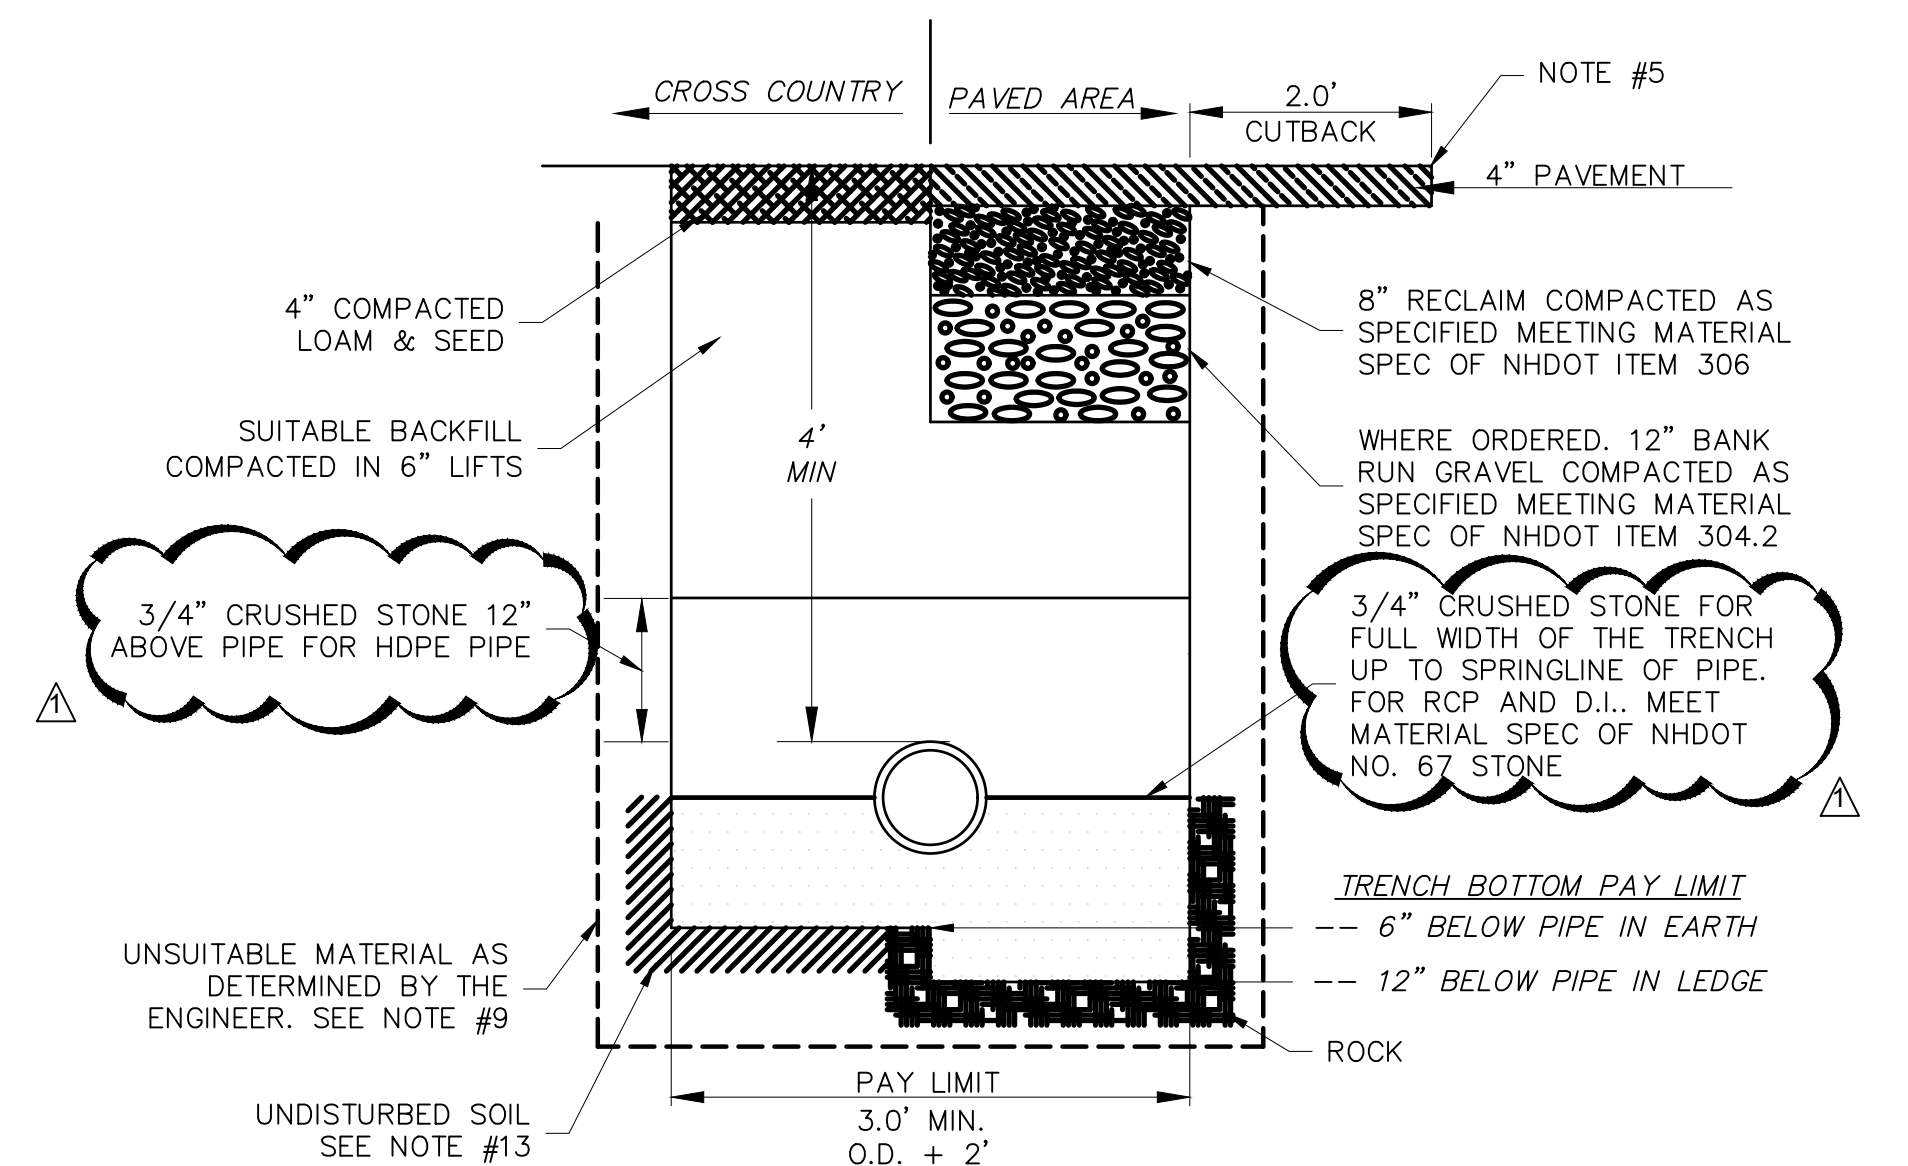 CROSS COUNTRY
PAVED AREA
2.0'
CUTBACK
NOTE #5
4" PAVEMENT
4" COMPACTED
LOAM & SEED
SUITABLE BACKFILL
COMPACTED IN 6" LIFTS
4'
MIN
8" RECLAIM COMPACTED AS
SPECIFIED MEETING MATERIAL
SPEC OF NHDOT ITEM 306
WHERE ORDERED. 12" BANK
RUN GRAVEL COMPACTED AS
SPECIFIED MEETING MATERIAL
SPEC OF NHDOT ITEM 304.2
3/4" CRUSHED STONE 12"
ABOVE PIPE FOR HDPE PIPE
1
3/4" CRUSHED STONE FOR
FULL WIDTH OF THE TRENCH
UP TO SPRINGLINE OF PIPE.
FOR RCP AND D.I.. MEET
MATERIAL SPEC OF NHDOT
NO. 67 STONE
1
TRENCH BOTTOM PAY LIMIT
-- 6" BELOW PIPE IN EARTH
-- 12" BELOW PIPE IN LEDGE
UNSUITABLE MATERIAL AS
DETERMINED BY THE
ENGINEER. SEE NOTE #9
ROCK
UNDISTURBED SOIL
SEE NOTE #13
PAY LIMIT
3.0' MIN.
O.D. + 2'